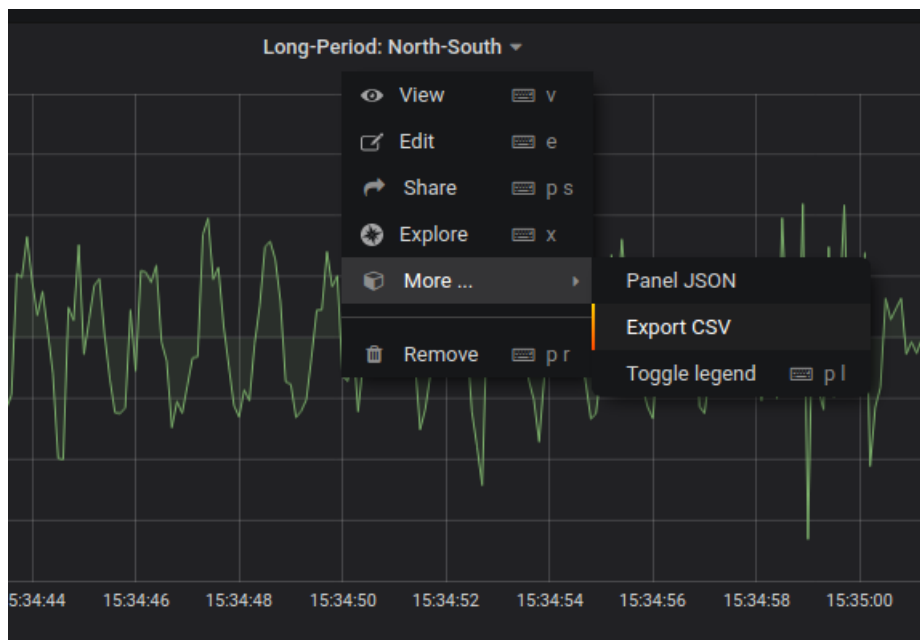 Long-Period: North-South
View v
Edit e
Share p s
Explore x
More ...
Panel JSON
Export CSV
Remove p r
Toggle legend p l
5:34:44 15:34:46 15:34:48 15:34:50 15:34:52 15:34:54 15:34:56 15:34:58 15:35:00